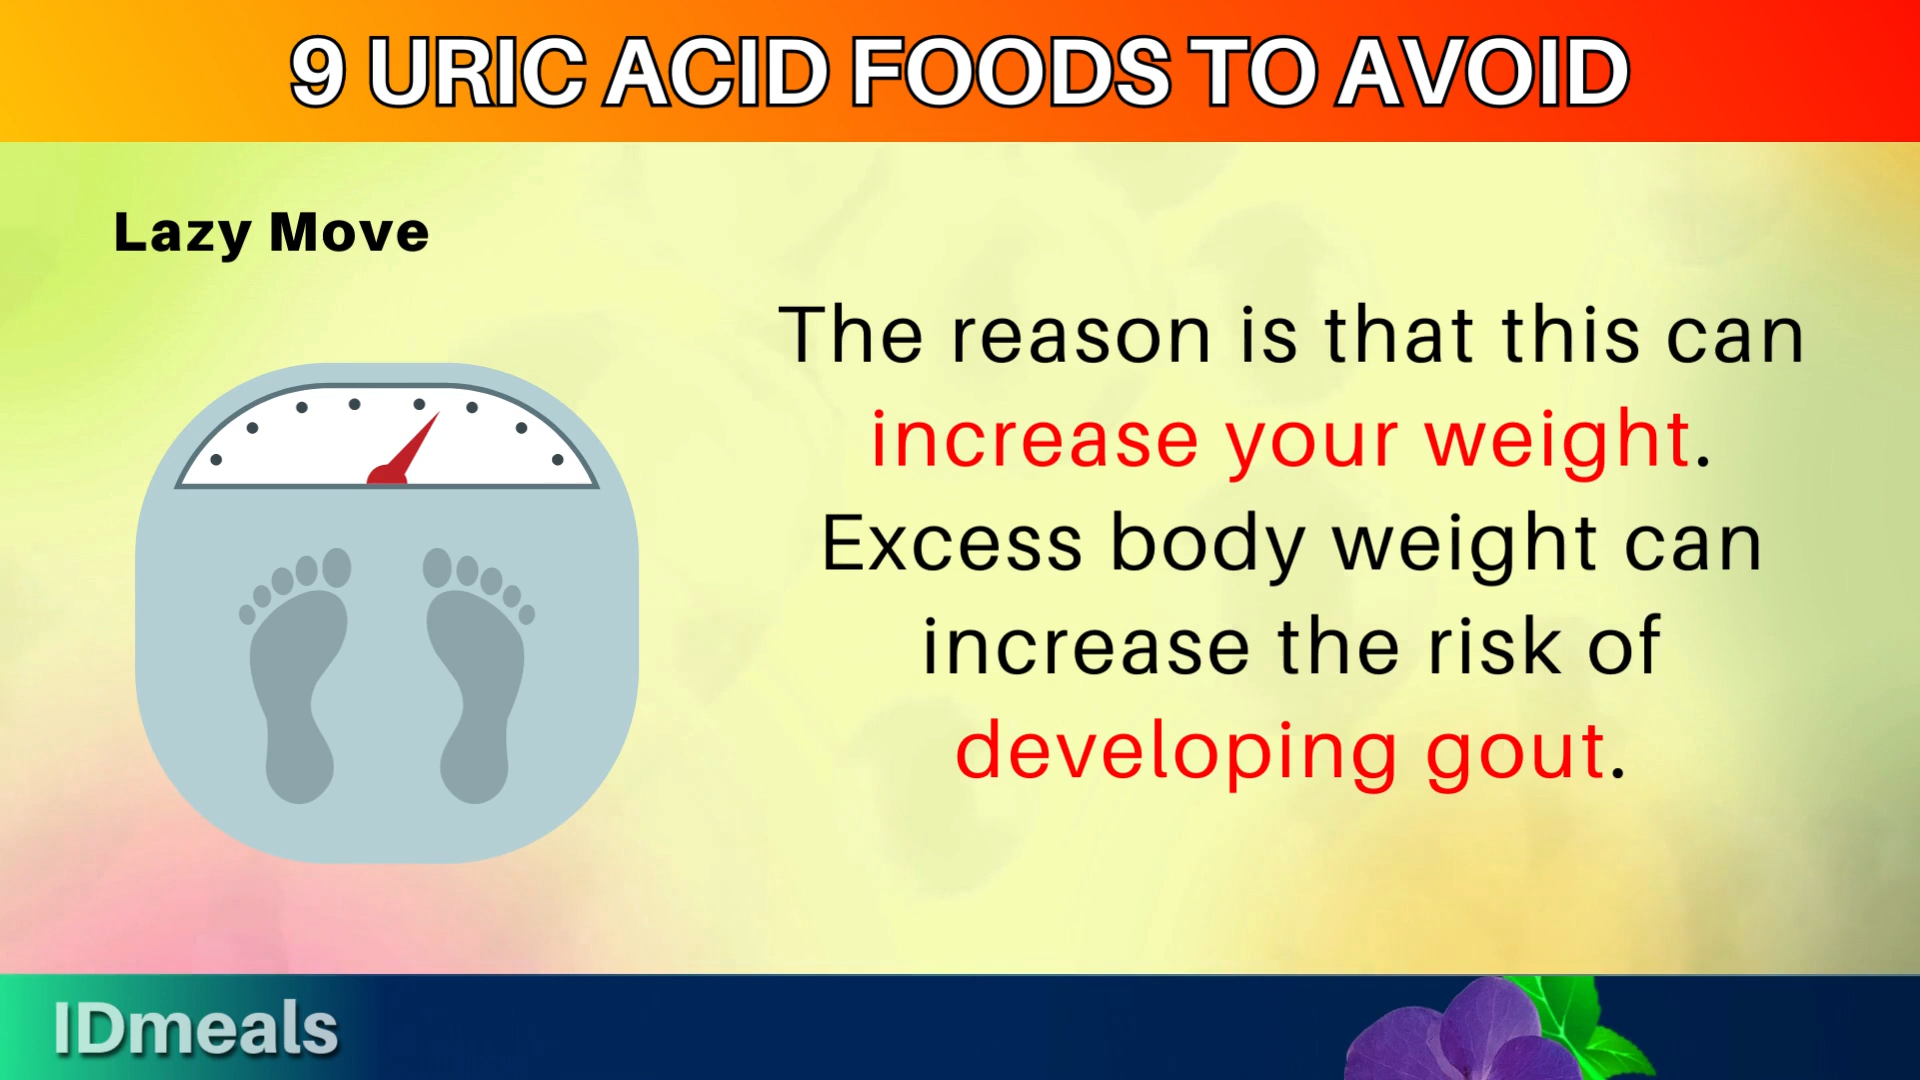 9 URIC ACID FOODS TO AVOID
Lazy Move
The reason is that this can
increase your weight.
Excess body weight can
increase the risk of
developing gout.
IDmeals